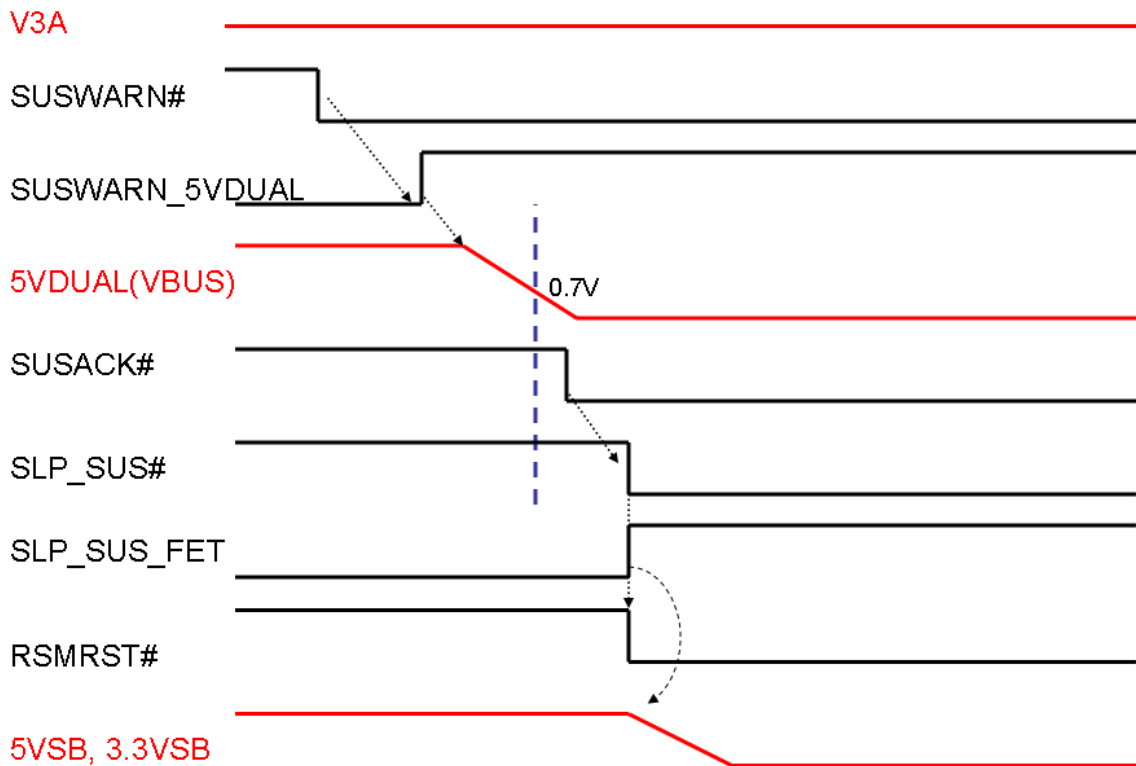 V3A
SUSWARN#
SUSWARN_5VDUAL
5VDUAL(VBUS)
0.7V
SUSACK#
SLP_SUS#
SLP_SUS_FET
RSMRST#
5VSB, 3.3VSB